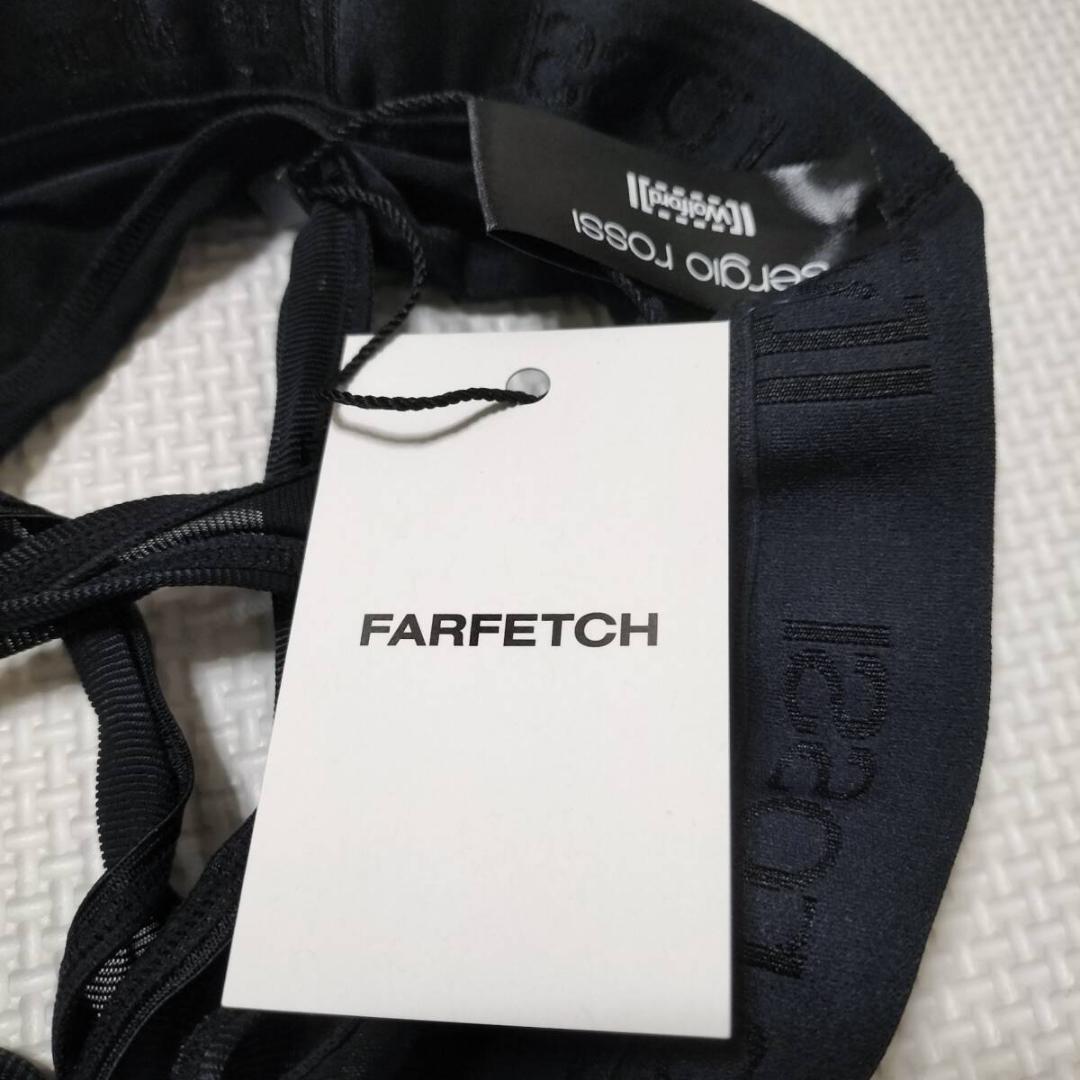 sergio rossi
[Wolford]
FARFETCH
rossi